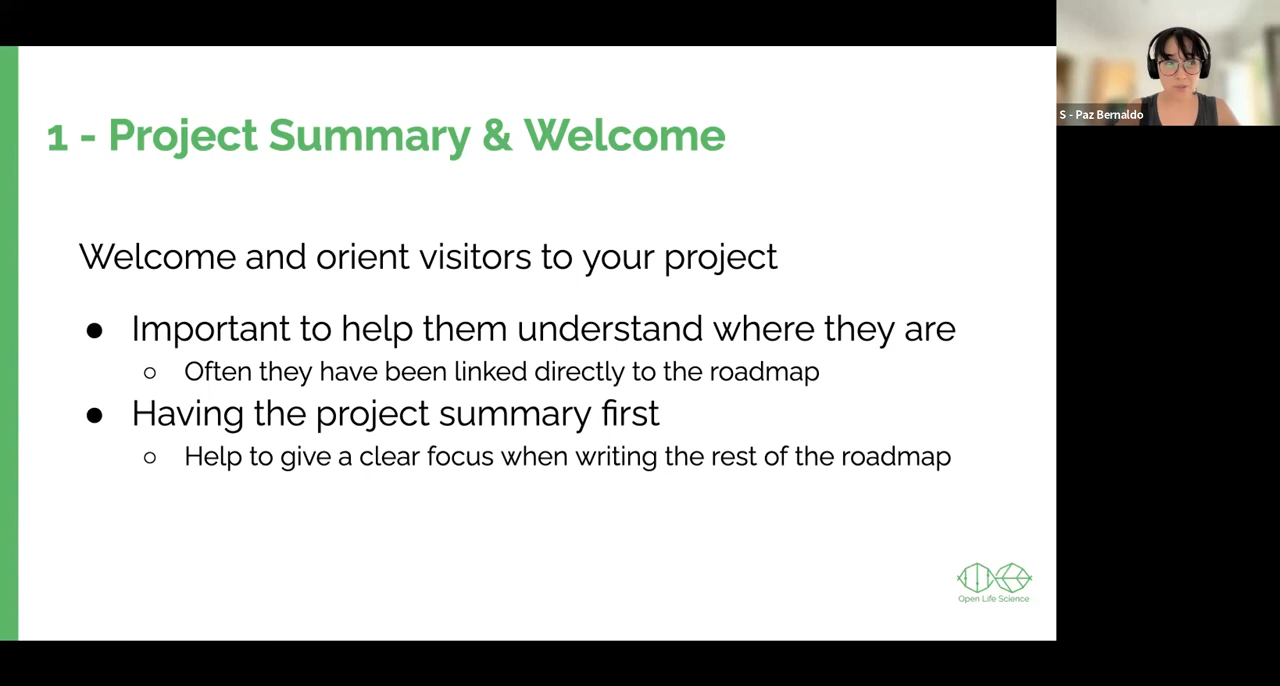 1 - Project Summary & Welcome
Welcome and orient visitors to your project
● Important to help them understand where they are
○ Often they have been linked directly to the roadmap
● Having the project summary first
○ Help to give a clear focus when writing the rest of the roadmap
Open Life Science
S - Paz Bernaldo